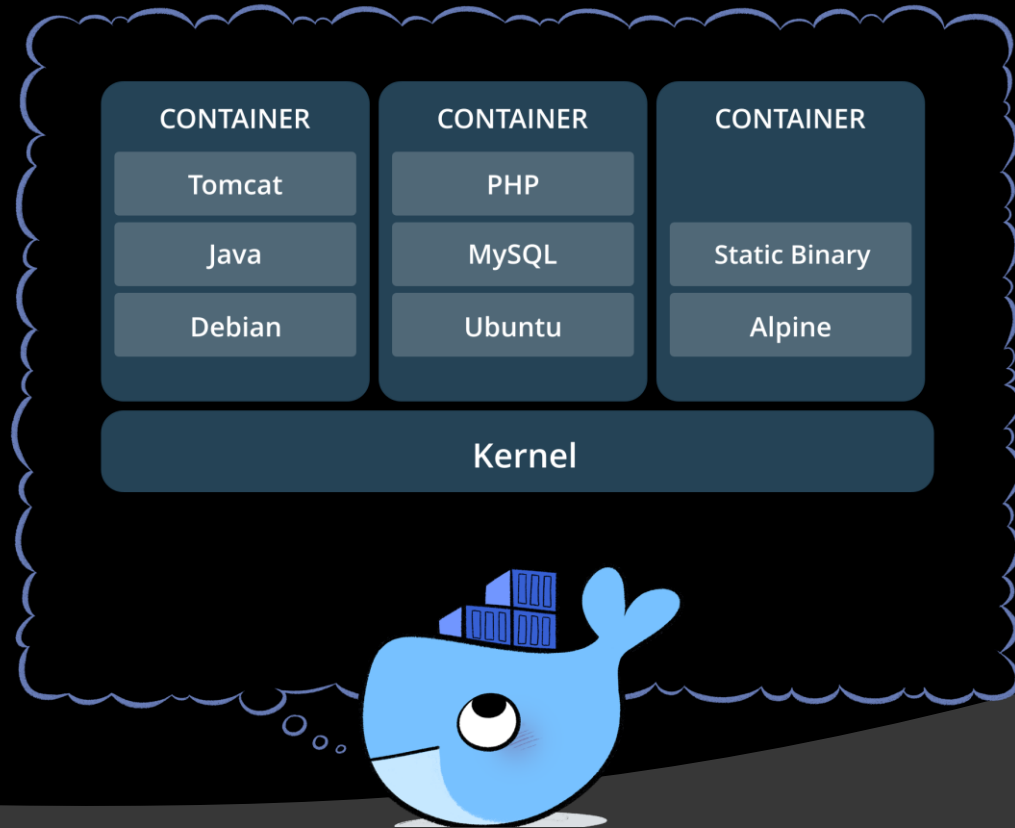 CONTAINER
Tomcat
Java
Debian
CONTAINER
PHP
MySQL
Ubuntu
CONTAINER
Static Binary
Alpine
Kernel